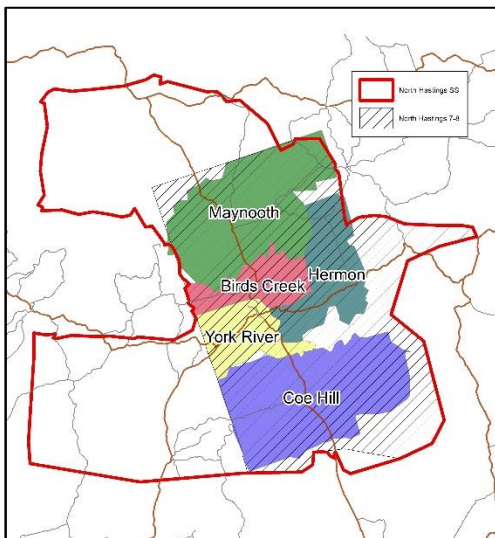 North Hastings SS
North Hastings 7-8
Maynooth
Hermon
Birds Creek
York River
Coe Hill